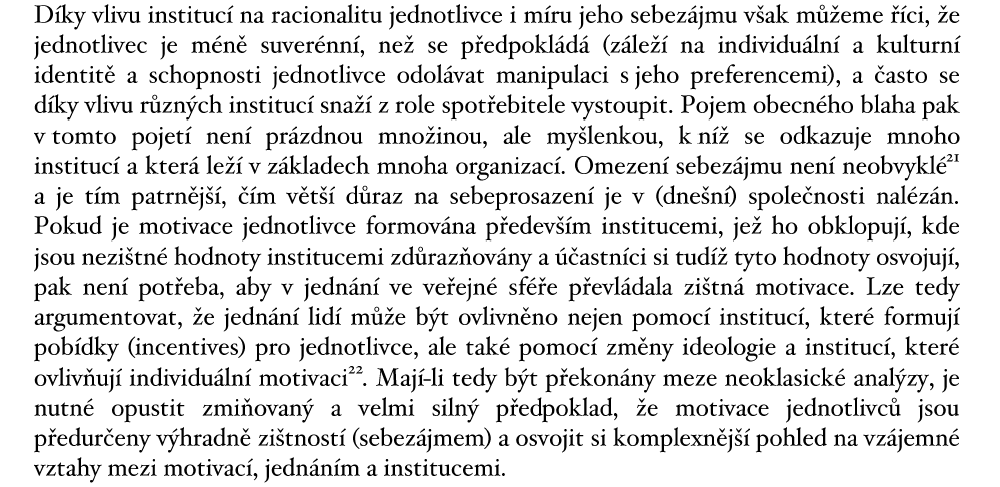 Díky vlivu institucí na racionalitu jednotlivce i míru jeho sebezájmu však můžeme říci, že
jednotlivec je méně suverénní, než se předpokládá (záleží na individuální a kulturní
identitě a schopnosti jednotlivce odolávat manipulaci s jeho preferencemi), a často se
díky vlivu různých institucí snaží z role spotřebitele vystoupit. Pojem obecného blaha pak
v tomto pojetí není prázdnou množinou, ale myšlenkou, k níž se odkazuje mnoho
institucí a která leží v základech mnoha organizací. Omezení sebezájmu není neobvyklé²¹
a je tím patrnější, čím větší důraz na sebeprosazení je v (dnešní) společnosti nalézán.
Pokud je motivace jednotlivce formována především institucemi, jež ho obklopují, kde
jsou nezištné hodnoty institucemi zdůrazňovány a účastníci si tudíž tyto hodnoty osvojují,
pak není potřeba, aby v jednání ve veřejné sféře převládala zištná motivace. Lze tedy
argumentovat, že jednání lidí může být ovlivněno nejen pomocí institucí, které formují
pobídky (incentives) pro jednotlivce, ale také pomocí změny ideologie a institucí, které
ovlivňují individuální motivaci²². Mají-li tedy být překonány meze neoklasické analýzy, je
nutné opustit zmiňovaný a velmi silný předpoklad, že motivace jednotlivců jsou
předurčeny výhradně zištností (sebezájmem) a osvojit si komplexnější pohled na vzájemné
vztahy mezi motivací, jednáním a institucemi.